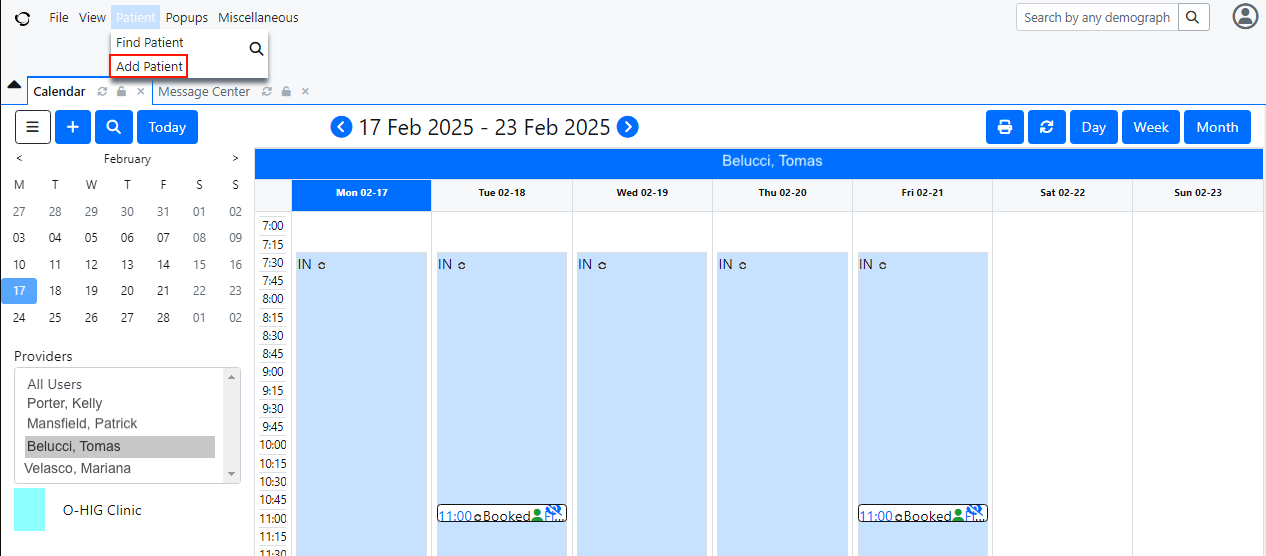 File View Patient Popups Miscellaneous
Search by any demograph
Find Patient
Add Patient
Calendar
Message Center
Today
17 Feb 2025 - 23 Feb 2025
Day
Week
Month
< February >
M T W T F S S
27 28 29 30 31 01 02
03 04 05 06 07 08 09
10 11 12 13 14 15 16
17 18 19 20 21 22 23
24 25 26 27 28 01 02
Providers
All Users
Porter, Kelly
Mansfield, Patrick
Belucci, Tomas
Velasco, Mariana
O-HIG Clinic
Belucci, Tomas
Mon 02-17 Tue 02-18 Wed 02-19 Thu 02-20 Fri 02-21 Sat 02-22 Sun 02-23
7:00
7:15
7:30 IN IN IN IN IN
7:45
8:00
8:15
8:30
8:45
9:00
9:15
9:30
9:45
10:00
10:15
10:30
10:45
11:00 11:00 Booked 11:00 Booked
11:15
11:30